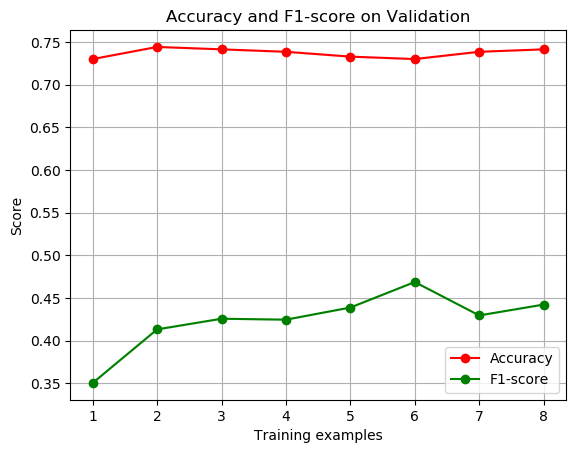 Accuracy and F1-score on Validation
0.75
0.70
0.65
0.60
0.55
0.50
0.45
0.40
0.35
Score
Accuracy
F1-score
1 2 3 4 5 6 7 8
Training examples